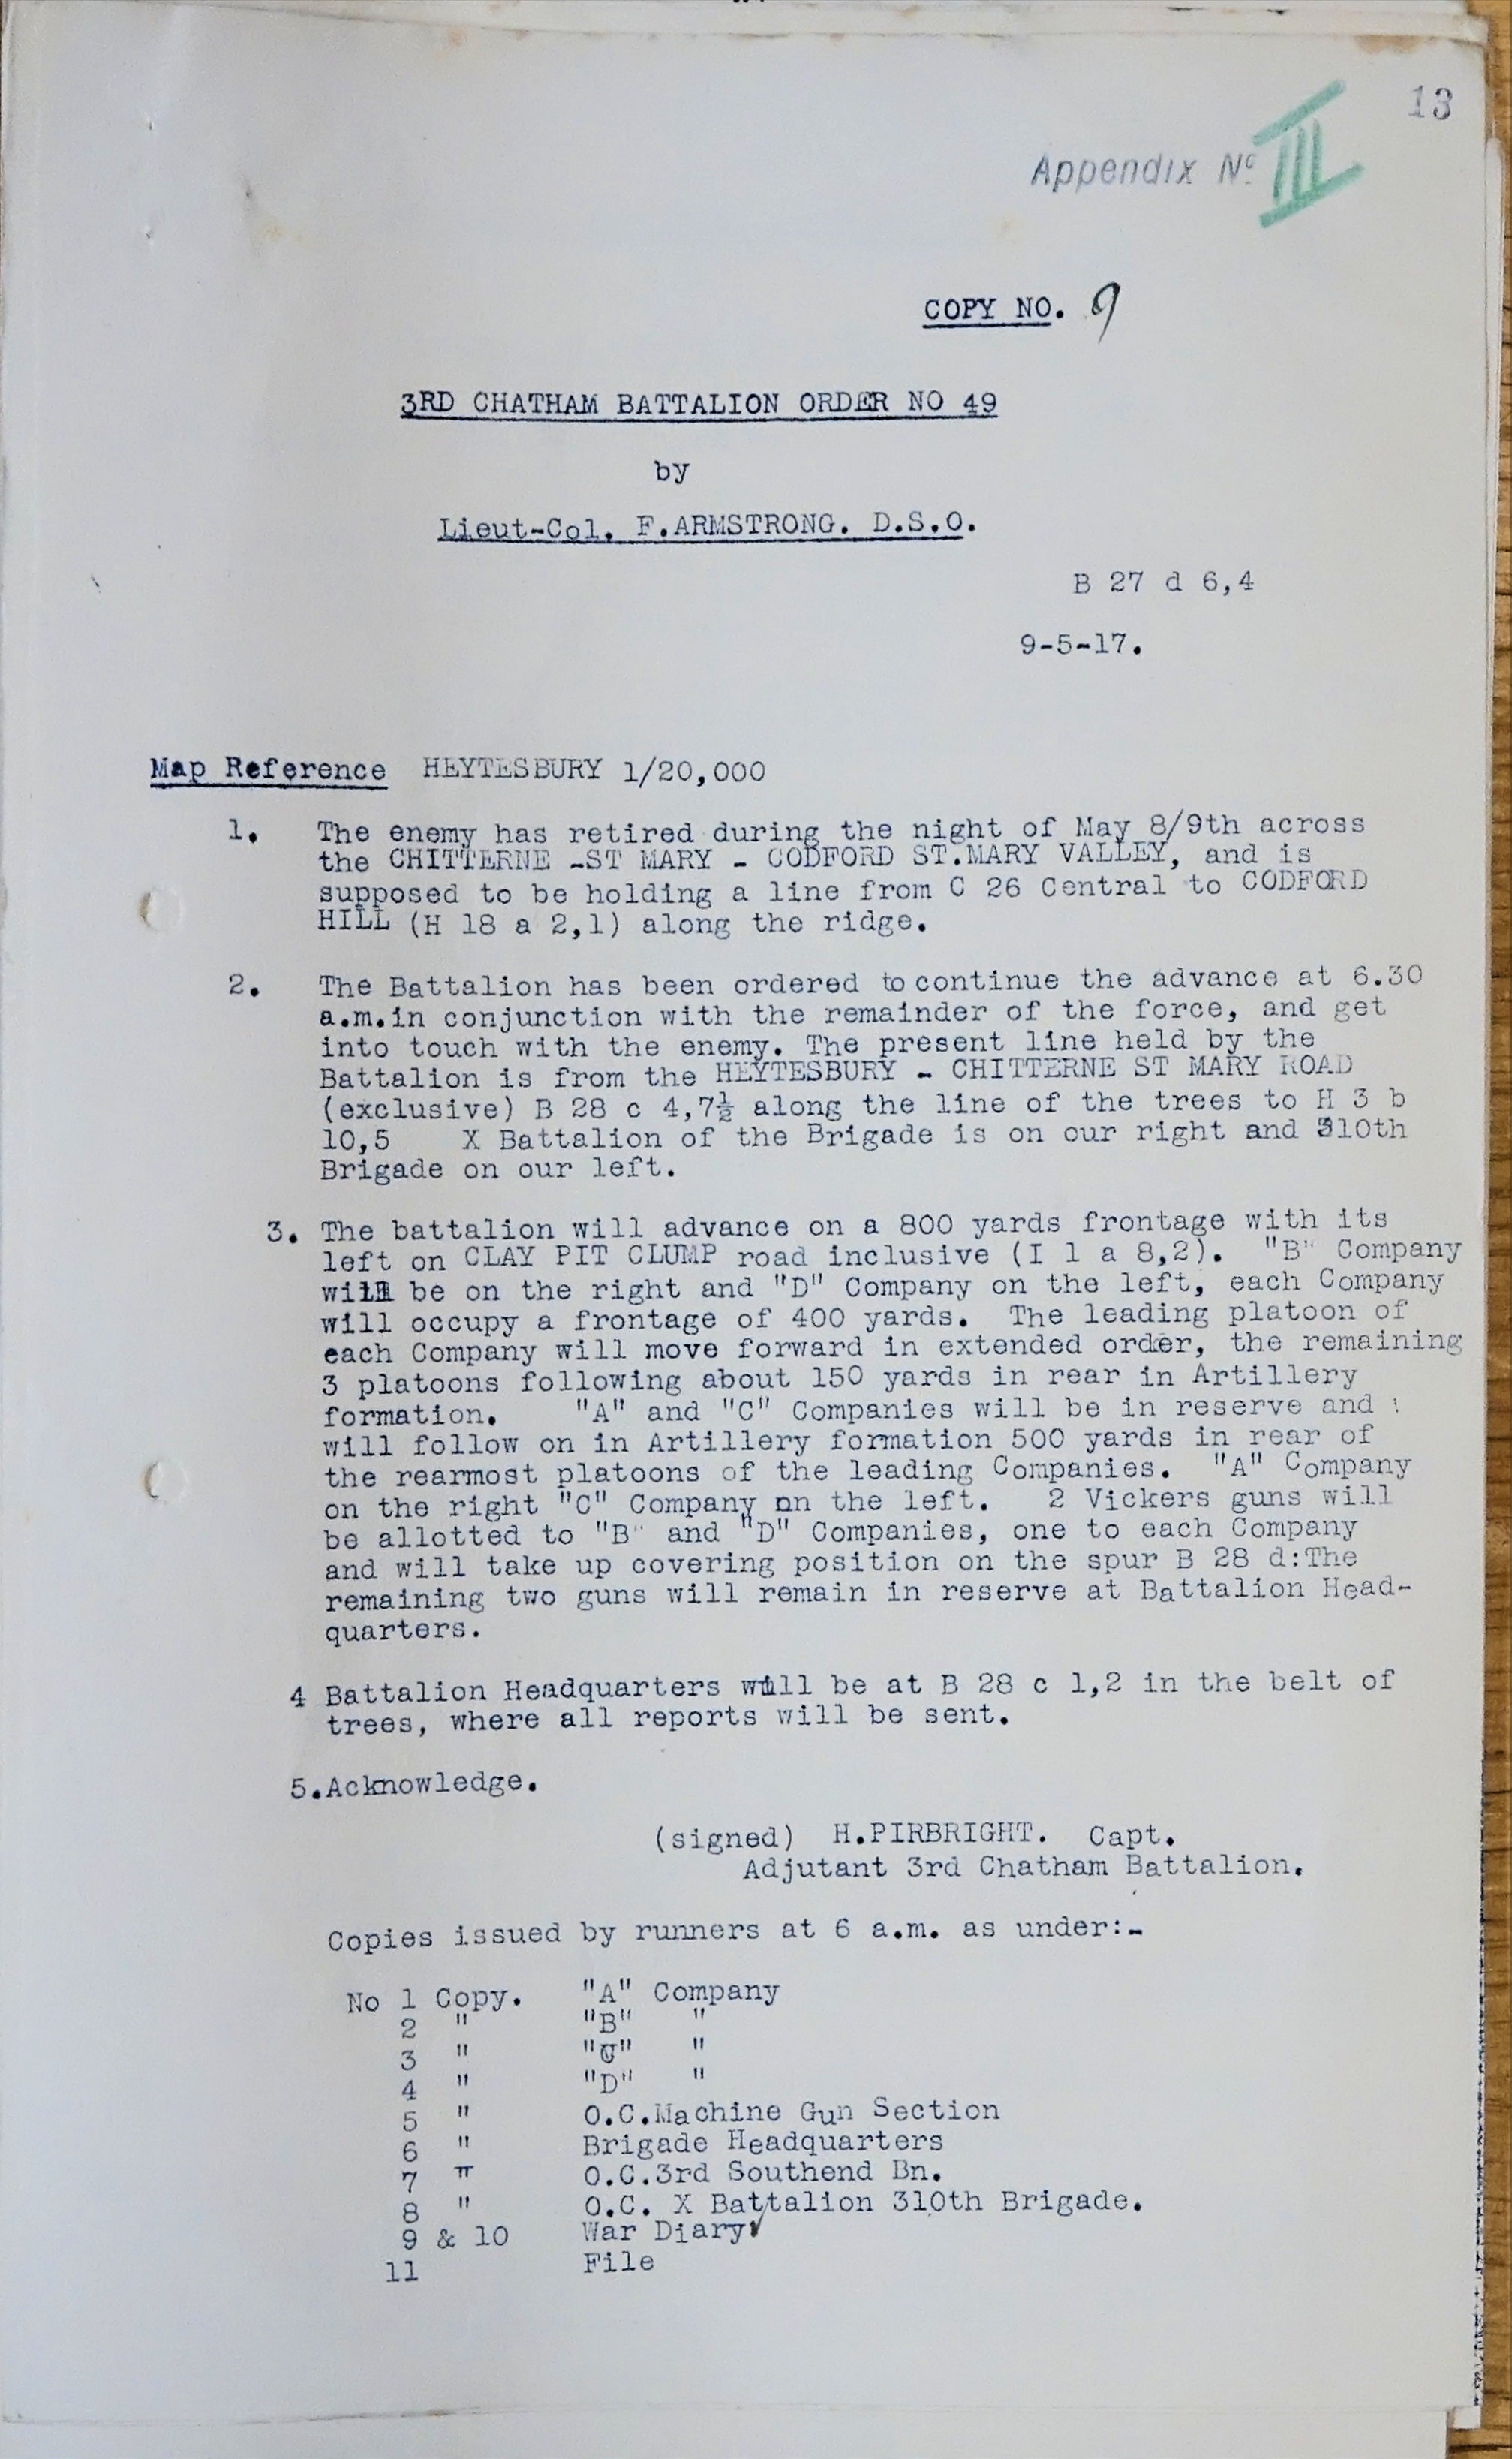 13
Appendix No III
COPY NO. 9
3RD CHATHAM BATTALION ORDER NO 49
by
Lieut-Col. F.ARMSTRONG. D.S.O.
B 27 d 6,4
9-5-17.
Map Reference HEYTESBURY 1/20,000
1. The enemy has retired during the night of May 8/9th across
the CHITTERNE -ST MARY - CODFORD ST.MARY VALLEY, and is
supposed to be holding a line from C 26 Central to CODFORD
HILL (H 18 a 2,1) along the ridge.
2. The Battalion has been ordered to continue the advance at 6.30
a.m.in conjunction with the remainder of the force, and get
into touch with the enemy. The present line held by the
Battalion is from the HEYTESBURY - CHITTERNE ST MARY ROAD
(exclusive) B 28 c 4,7½ along the line of the trees to H 3 b
10,5 X Battalion of the Brigade is on our right and 310th
Brigade on our left.
3. The battalion will advance on a 800 yards frontage with its
left on CLAY PIT CLUMP road inclusive (I 1 a 8,2). "B" Company
will be on the right and "D" Company on the left, each Company
will occupy a frontage of 400 yards. The leading platoon of
each Company will move forward in extended order, the remaining
3 platoons following about 150 yards in rear in Artillery
formation. "A" and "C" Companies will be in reserve and
will follow on in Artillery formation 500 yards in rear of
the rearmost platoons of the leading Companies. "A" Company
on the right "C" Company on the left. 2 Vickers guns will
be allotted to "B" and "D" Companies, one to each Company
and will take up covering position on the spur B 28 d:The
remaining two guns will remain in reserve at Battalion Head-
quarters.
4 Battalion Headquarters will be at B 28 c 1,2 in the belt of
trees, where all reports will be sent.
5.Acknowledge.
(signed) H.PIRBRIGHT. Capt.
Adjutant 3rd Chatham Battalion.
Copies issued by runners at 6 a.m. as under:-
No 1 Copy. "A" Company
2 " "B" "
3 " "C" "
4 " "D" "
5 " O.C.Machine Gun Section
6 " Brigade Headquarters
7 " O.C.3rd Southend Bn.
8 " O.C. X Battalion 310th Brigade.
9 & 10 War Diary✓
11 File